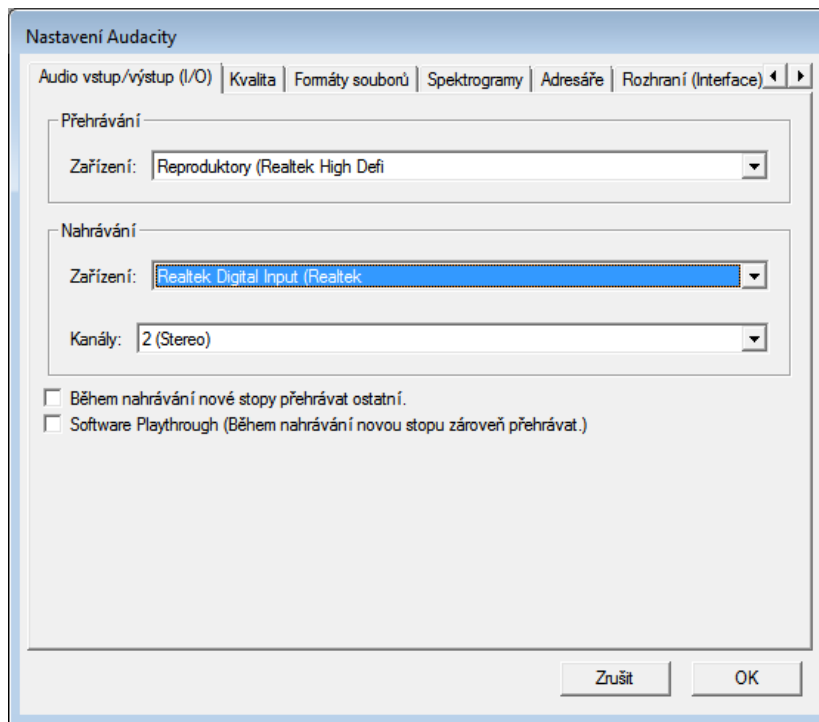 Nastavení Audacity
Audio vstup/výstup (I/O) Kvalita Formáty souborů Spektrogramy Adresáře Rozhraní (Interface)
Přehrávání
Zařízení: Reproduktory (Realtek High Defi
Nahrávání
Zařízení: Realtek Digital Input (Realtek
Kanály: 2 (Stereo)
Během nahrávání nové stopy přehrávat ostatní.
Software Playthrough (Během nahrávání novou stopu zároveň přehrávat.)
Zrušit OK